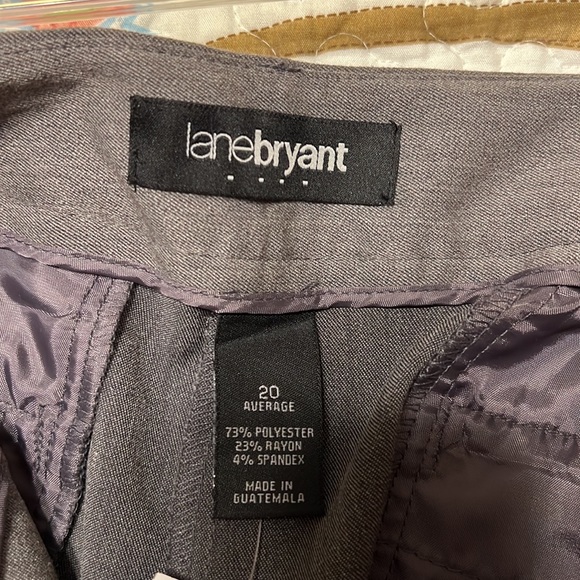 lanebryant
20
AVERAGE
73% POLYESTER
23% RAYON
4% SPANDEX
MADE IN
GUATEMALA